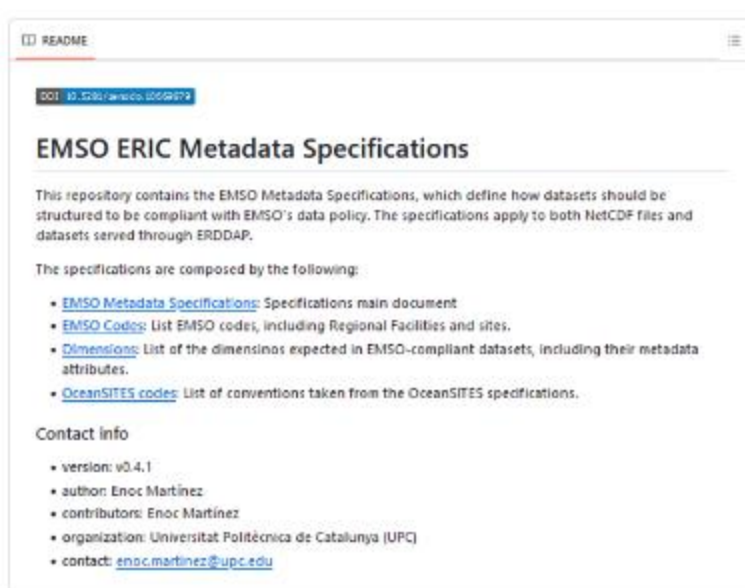 README
DOI 10.5281/zenodo.10669679
EMSO ERIC Metadata Specifications
This repository contains the EMSO Metadata Specifications, which define how datasets should be
structured to be compliant with EMSO's data policy. The specifications apply to both NetCDF files and
datasets served through ERDDAP.
The specifications are composed by the following:
• EMSO Metadata Specifications: Specifications main document
• EMSO Codes: List EMSO codes, including Regional Facilities and sites.
• Dimensions: List of the dimensinos expected in EMSO-compliant datasets, including their metadata
attributes.
• OceanSITES codes: List of conventions taken from the OceanSITES specifications.
Contact info
• version: v0.4.1
• author: Enoc Martínez
• contributors: Enoc Martínez
• organization: Universitat Politècnica de Catalunya (UPC)
• contact: enoc.martinez@upc.edu